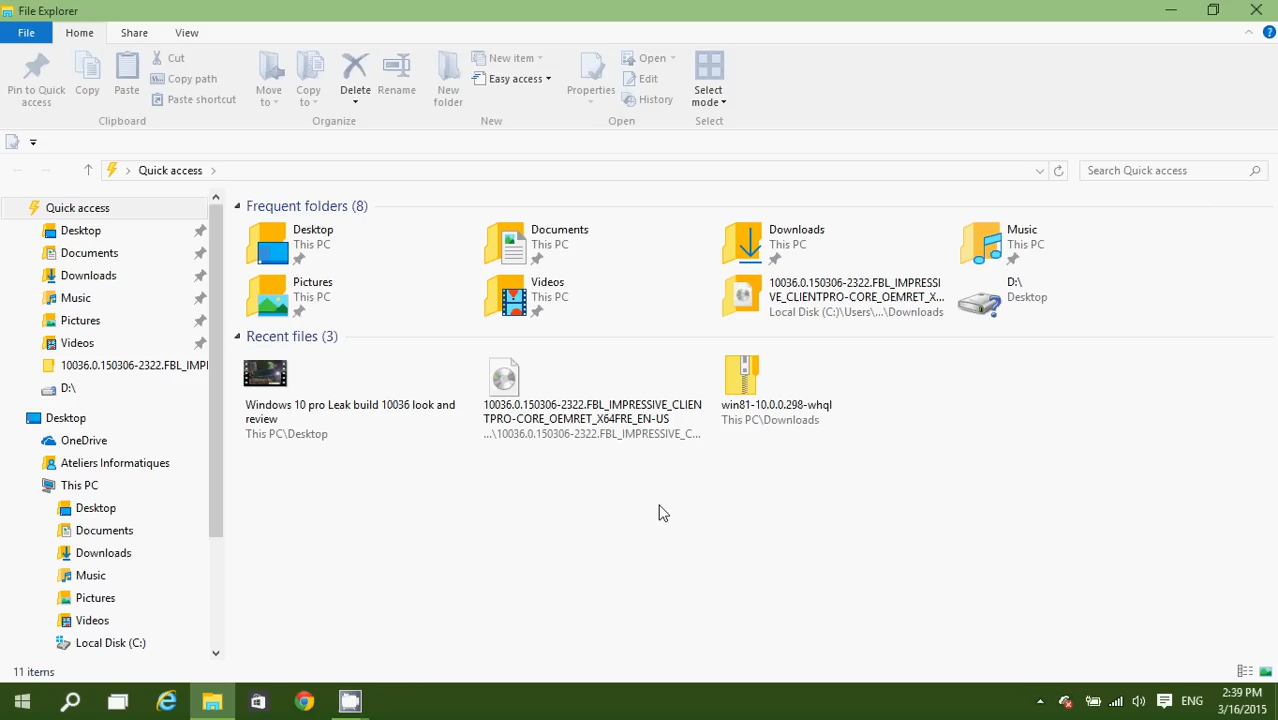 File Explorer
File
Home
Share
View
Pin to Quick
access
Copy
Paste
Cut
Copy path
Paste shortcut
Clipboard
Move
to
Copy
to
Delete
Rename
Organize
New
folder
New item
Easy access
New
Properties
Open
Edit
History
Open
Select
mode
Select
Quick access
Search Quick access
Quick access
Desktop
Documents
Downloads
Music
Pictures
Videos
10036.0.150306-2322.FBL_IMPI
D:\
Desktop
OneDrive
Ateliers Informatiques
This PC
Desktop
Documents
Downloads
Music
Pictures
Videos
Local Disk (C:)
Frequent folders (8)
Desktop
This PC
Documents
This PC
Downloads
This PC
Music
This PC
Pictures
This PC
Videos
This PC
10036.0.150306-2322.FBL_IMPRESSI
VE_CLIENTPRO-CORE_OEMRET_X...
Local Disk (C:)\Users\...\Downloads
D:\
Desktop
Recent files (3)
Windows 10 pro Leak build 10036 look and
review
This PC\Desktop
10036.0.150306-2322.FBL_IMPRESSIVE_CLIEN
TPRO-CORE_OEMRET_X64FRE_EN-US
...\10036.0.150306-2322.FBL_IMPRESSIVE_C...
win81-10.0.0.298-whql
This PC\Downloads
11 items
ENG
2:39 PM
3/16/2015